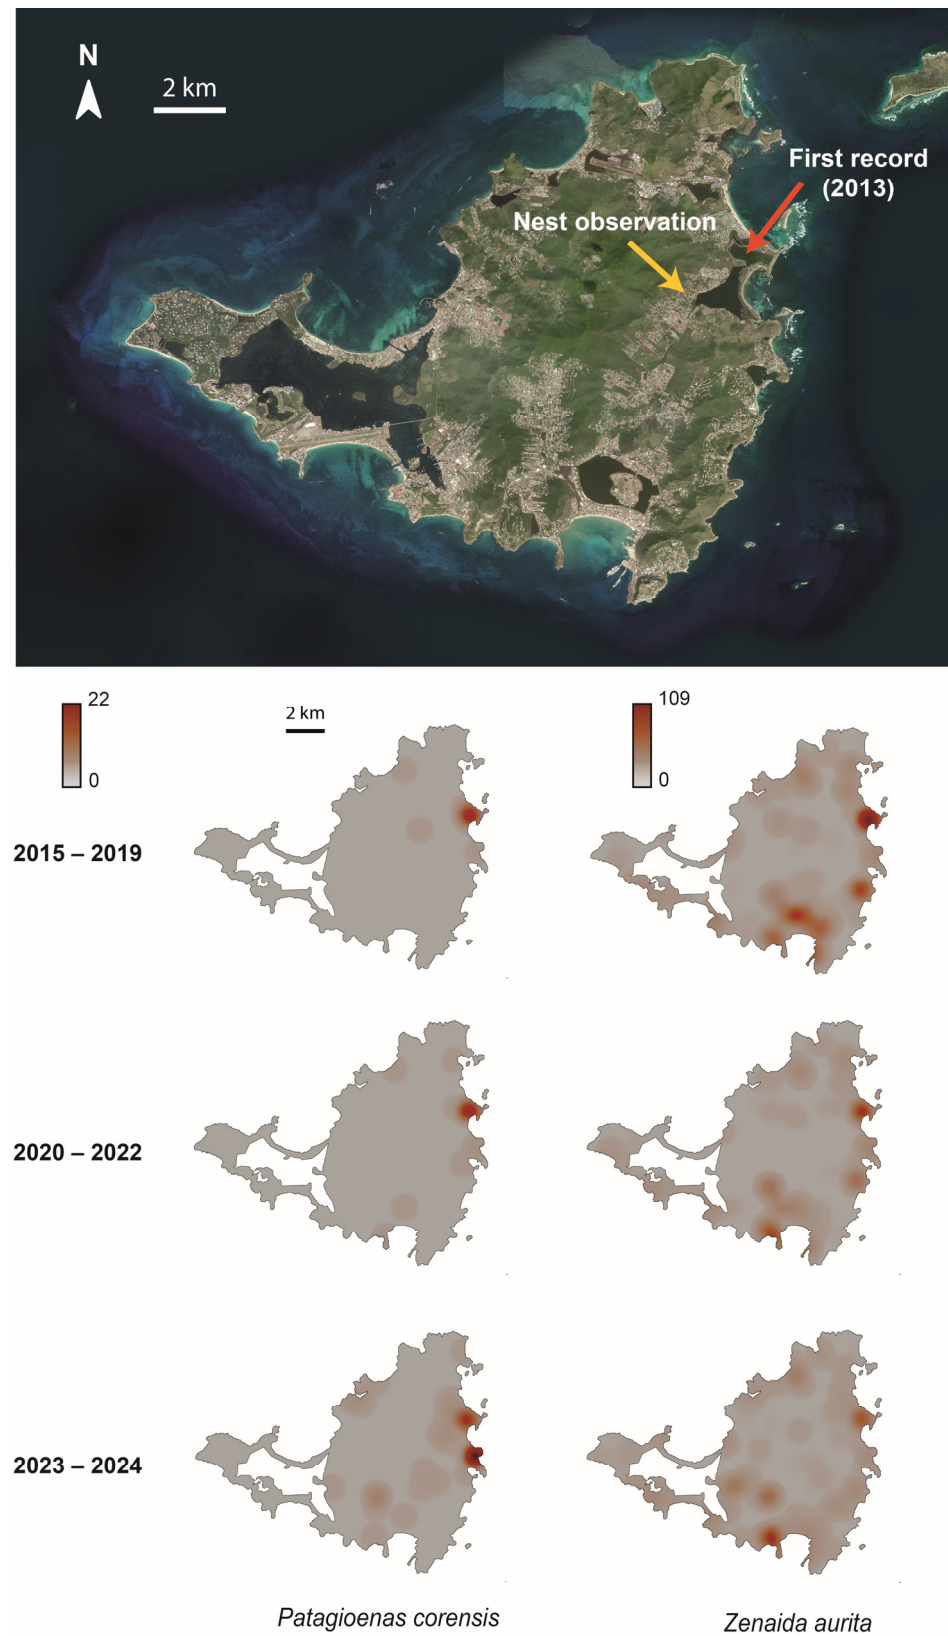 N
2 km
First record
(2013)
Nest observation
22
0
2 km
109
0
2015 – 2019
2020 – 2022
2023 – 2024
Patagioenas corensis
Zenaida aurita